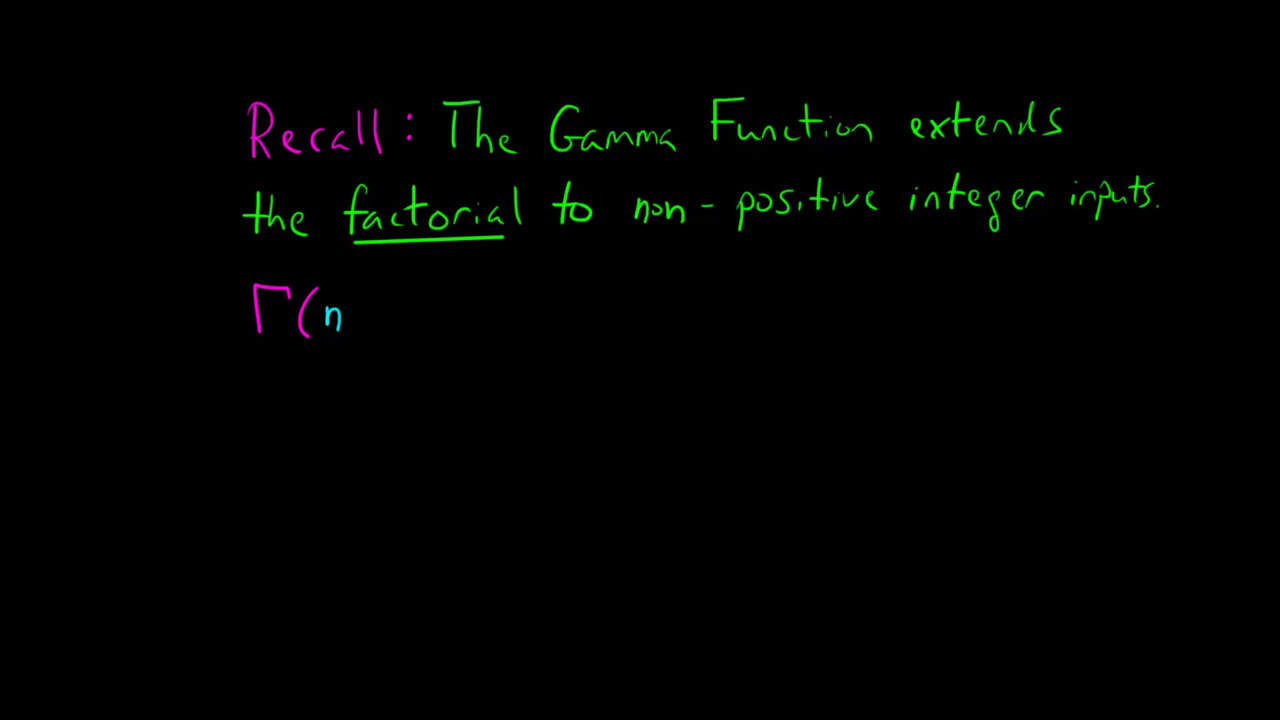 Recall: The Gamma Function extends
the factorial to non-positive integer inputs.
Γ(n